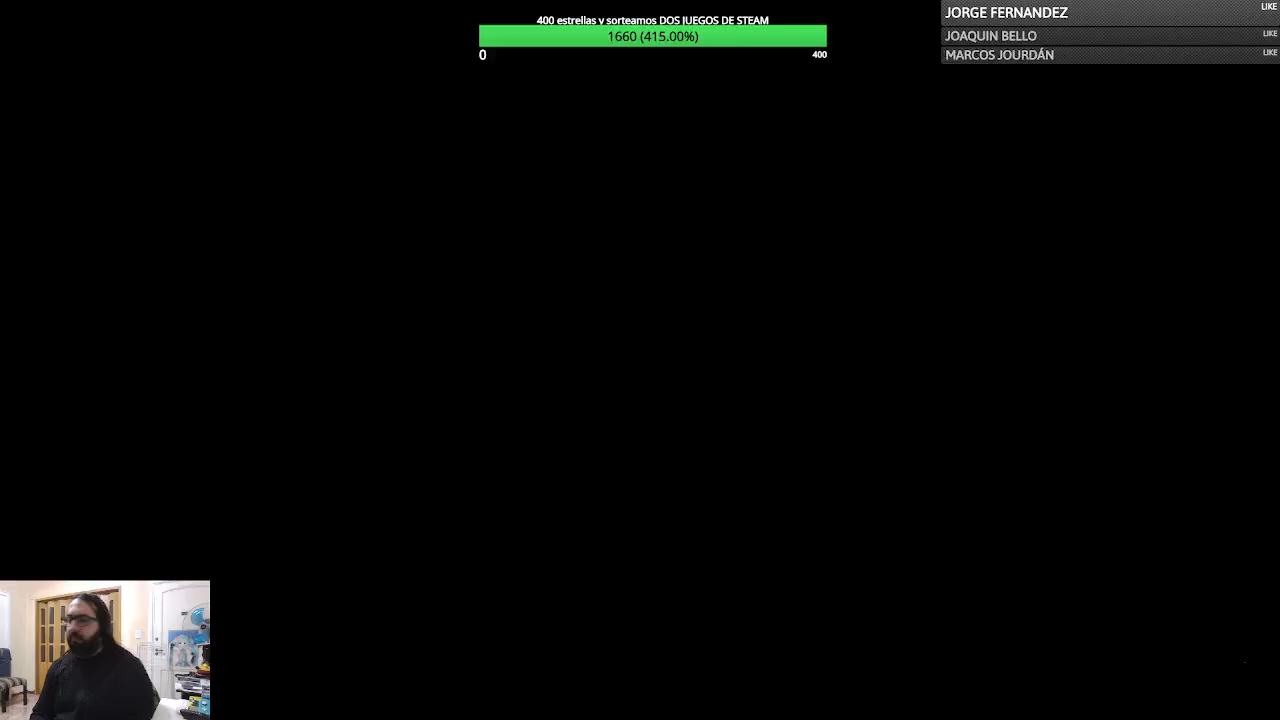 400 estrellas y sorteamos DOS JUEGOS DE STEAM
1660 (415.00%)
0
400
JORGE FERNANDEZ
LIKE
JOAQUIN BELLO
LIKE
MARCOS JOURDÁN
LIKE